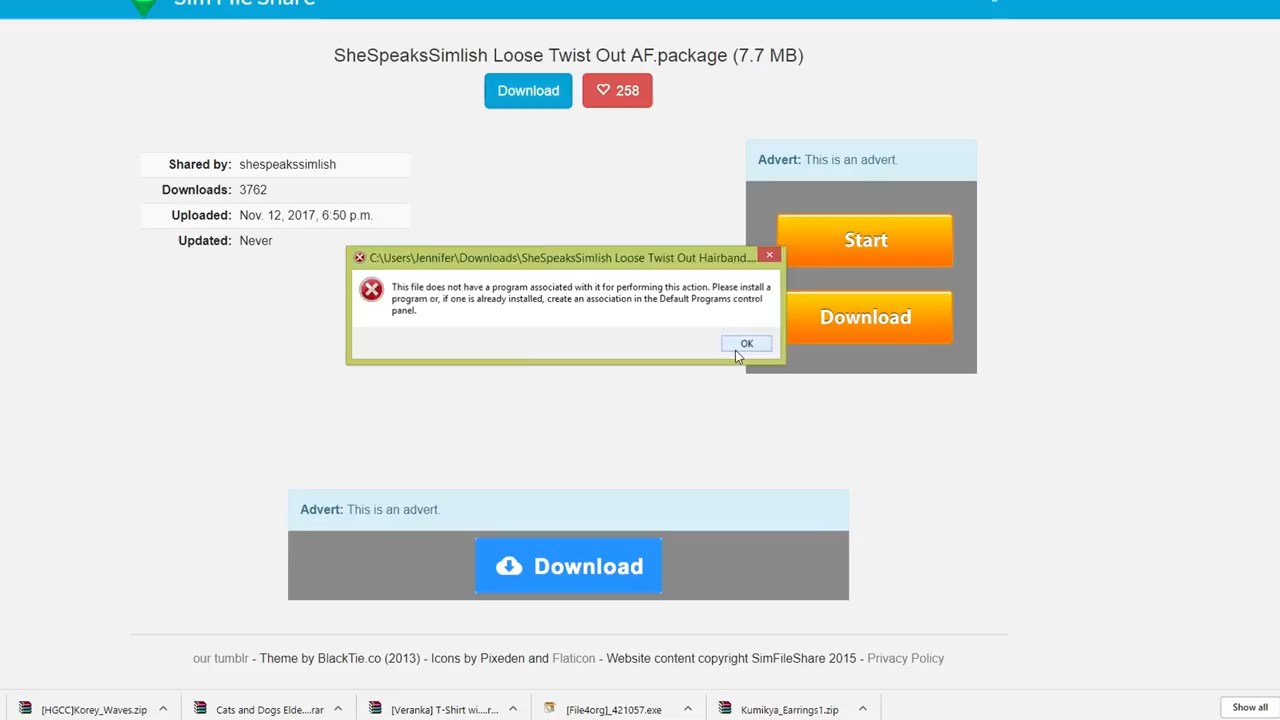 Sim File Share
SheSpeaksSimlish Loose Twist Out AF.package (7.7 MB)
Download
258
Shared by: shespeakssimlish
Downloads: 3762
Uploaded: Nov. 12, 2017, 6:50 p.m.
Updated: Never
Advert: This is an advert.
Start
Download
C:\Users\Jennifer\Downloads\SheSpeaksSimlish Loose Twist Out Hairband....
This file does not have a program associated with it for performing this action. Please install a
program or, if one is already installed, create an association in the Default Programs control
panel.
OK
Advert: This is an advert.
Download
our tumblr - Theme by BlackTie.co (2013) - Icons by Pixeden and Flaticon - Website content copyright SimFileShare 2015 - Privacy Policy
[HGCC]Korey_Waves.zip
Cats and Dogs Elde....rar
[Veranka] T-Shirt wi....rc
[File4org]_421057.exe
Kumikya_Earrings1.zip
Show all